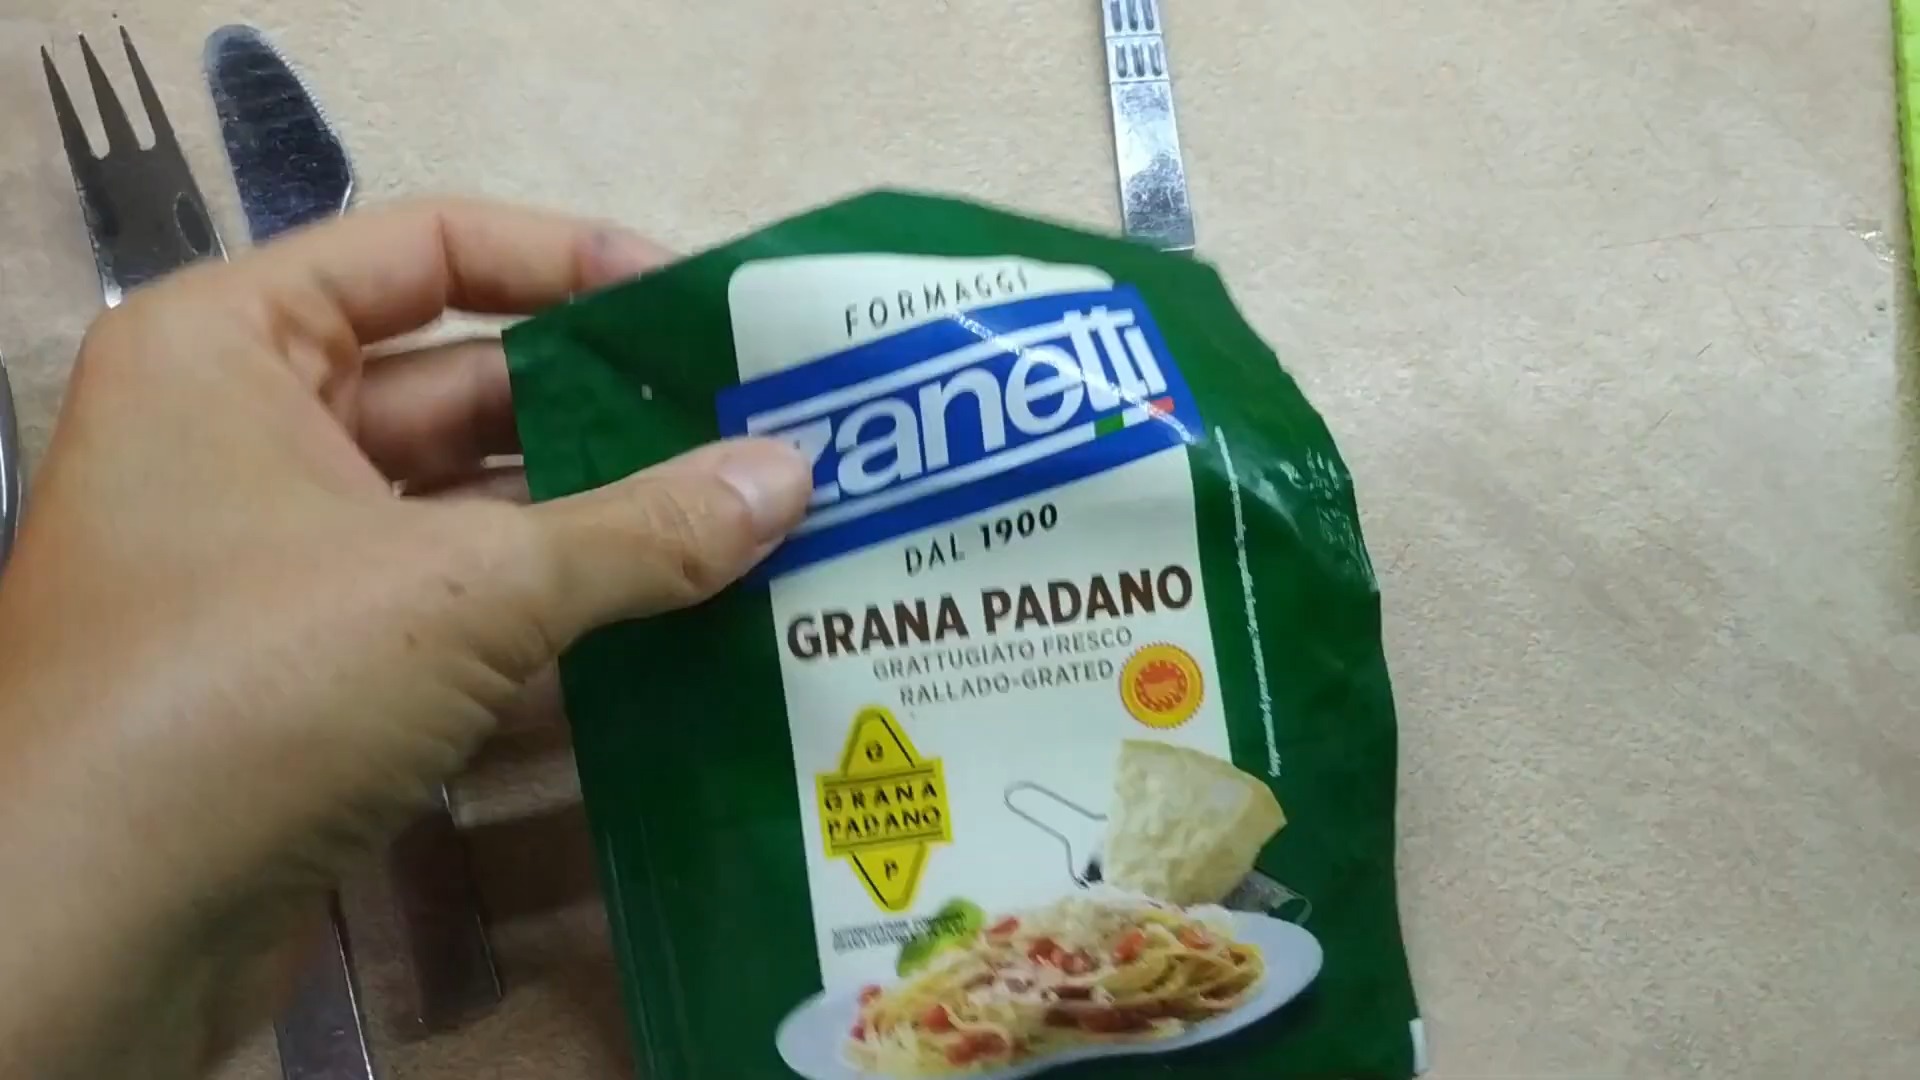 FORMAGGI
zanetti
DAL 1900
GRANA PADANO
GRATTUGIATO FRESCO
RALLADO-GRATED
G
GRANA
PADANO
P